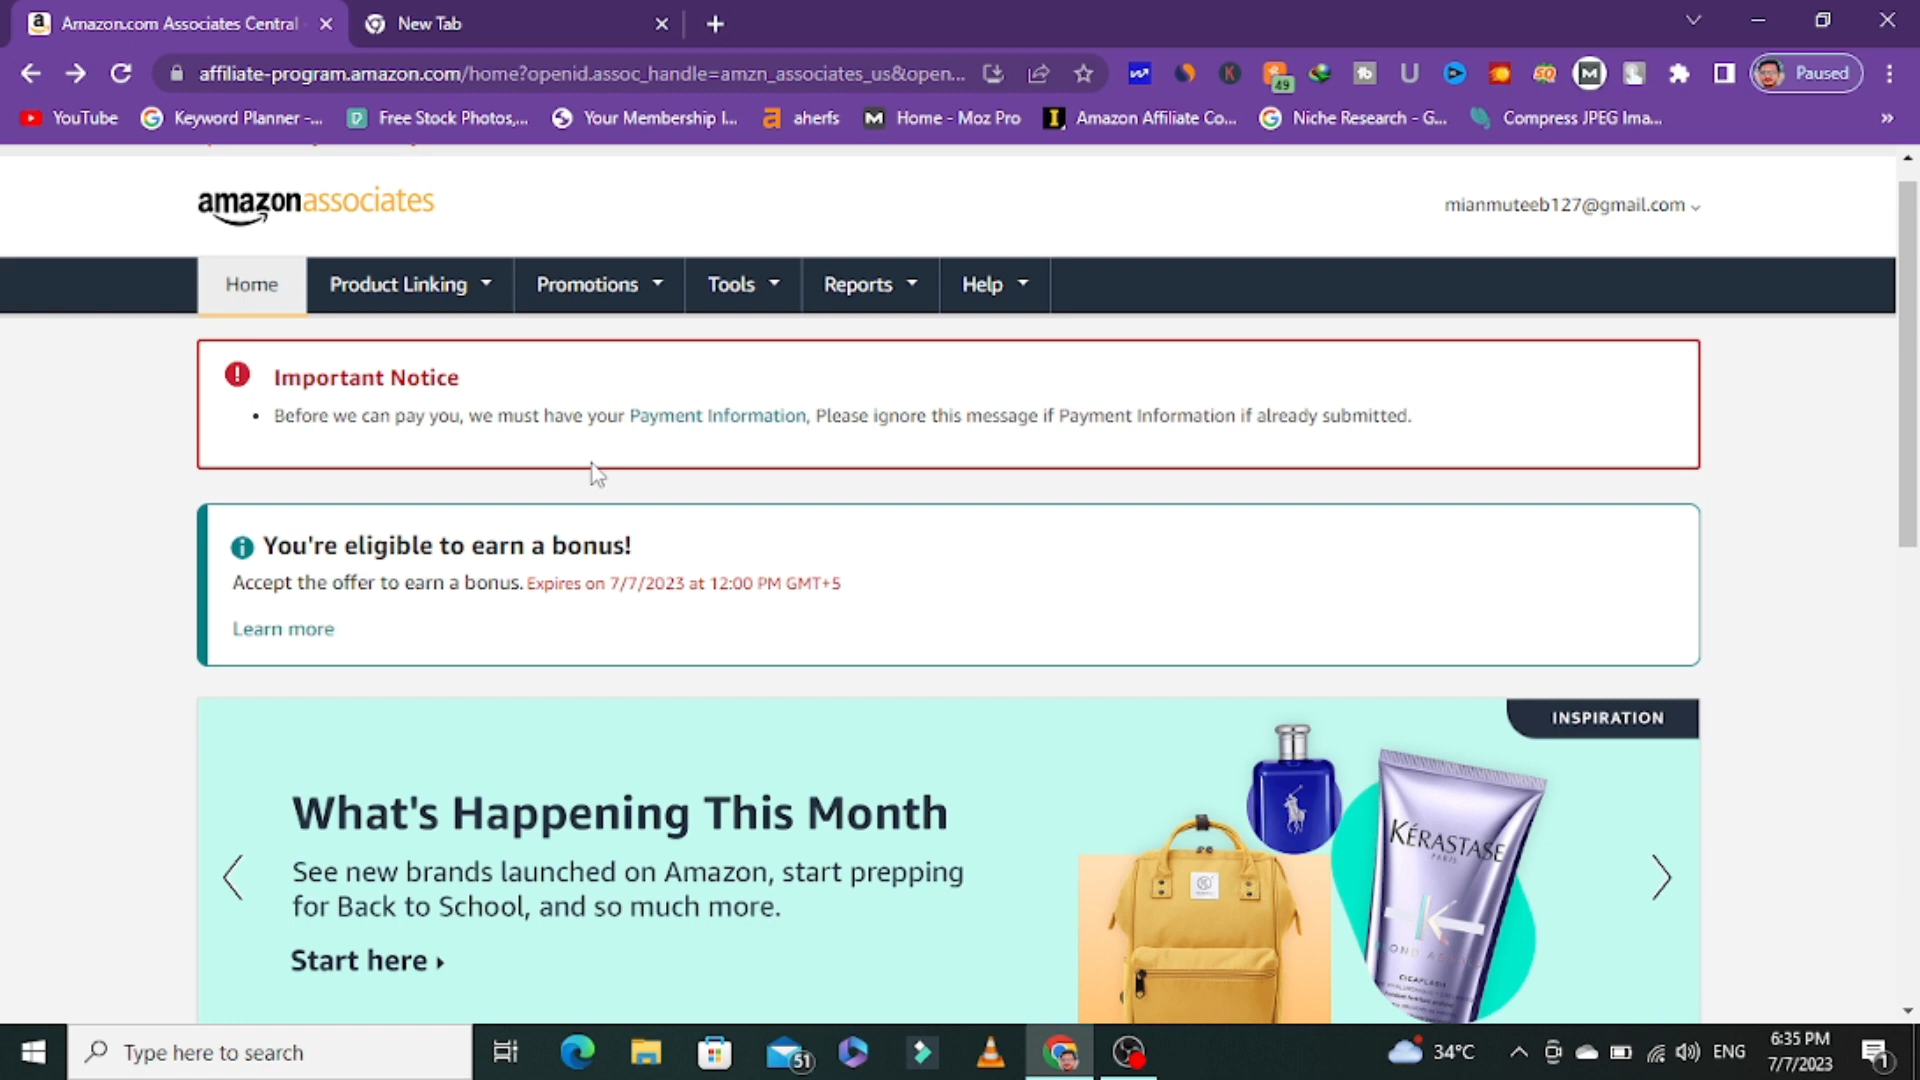 Amazon.com Associates Central
New Tab
affiliate-program.amazon.com/home?openid.assoc_handle=amzn_associates_us&open...
49
Paused
YouTube
Keyword Planner -...
Free Stock Photos,...
Your Membership I...
aherfs
Home - Moz Pro
Amazon Affiliate Co...
Niche Research - G...
Compress JPEG Ima...
»
amazonassociates
mianmuteeb127@gmail.com
Home
Product Linking
Promotions
Tools
Reports
Help
Important Notice
• Before we can pay you, we must have your Payment Information, Please ignore this message if Payment Information if already submitted.
You're eligible to earn a bonus!
Accept the offer to earn a bonus. Expires on 7/7/2023 at 12:00 PM GMT+5
Learn more
INSPIRATION
What's Happening This Month
See new brands launched on Amazon, start prepping
for Back to School, and so much more.
Start here ›
KÉRASTASE
PARIS
CICAFLASH
Type here to search
51
34°C
ENG
6:35 PM
7/7/2023
1